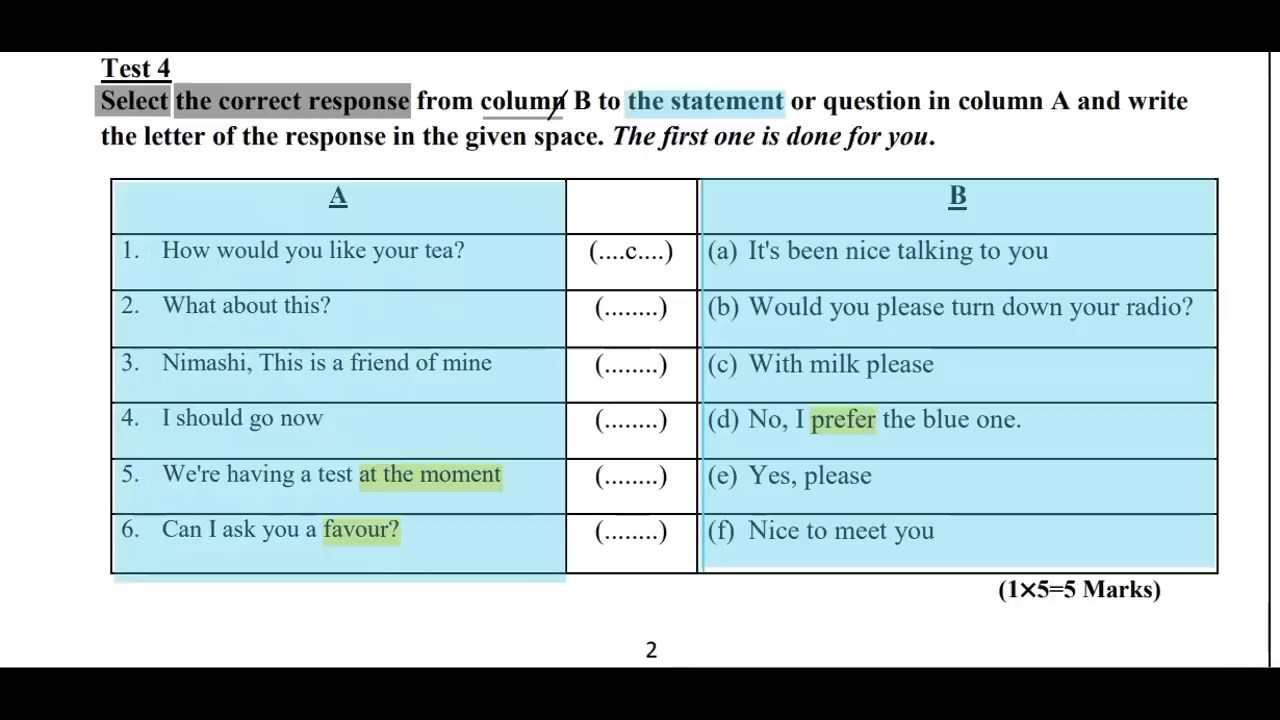 Test 4
Select the correct response from column B to the statement or question in column A and write
the letter of the response in the given space. The first one is done for you.
A B
1. How would you like your tea? (....c....) (a) It's been nice talking to you
2. What about this? (........) (b) Would you please turn down your radio?
3. Nimashi, This is a friend of mine (........) (c) With milk please
4. I should go now (........) (d) No, I prefer the blue one.
5. We're having a test at the moment (........) (e) Yes, please
6. Can I ask you a favour? (........) (f) Nice to meet you
(1×5=5 Marks)
2